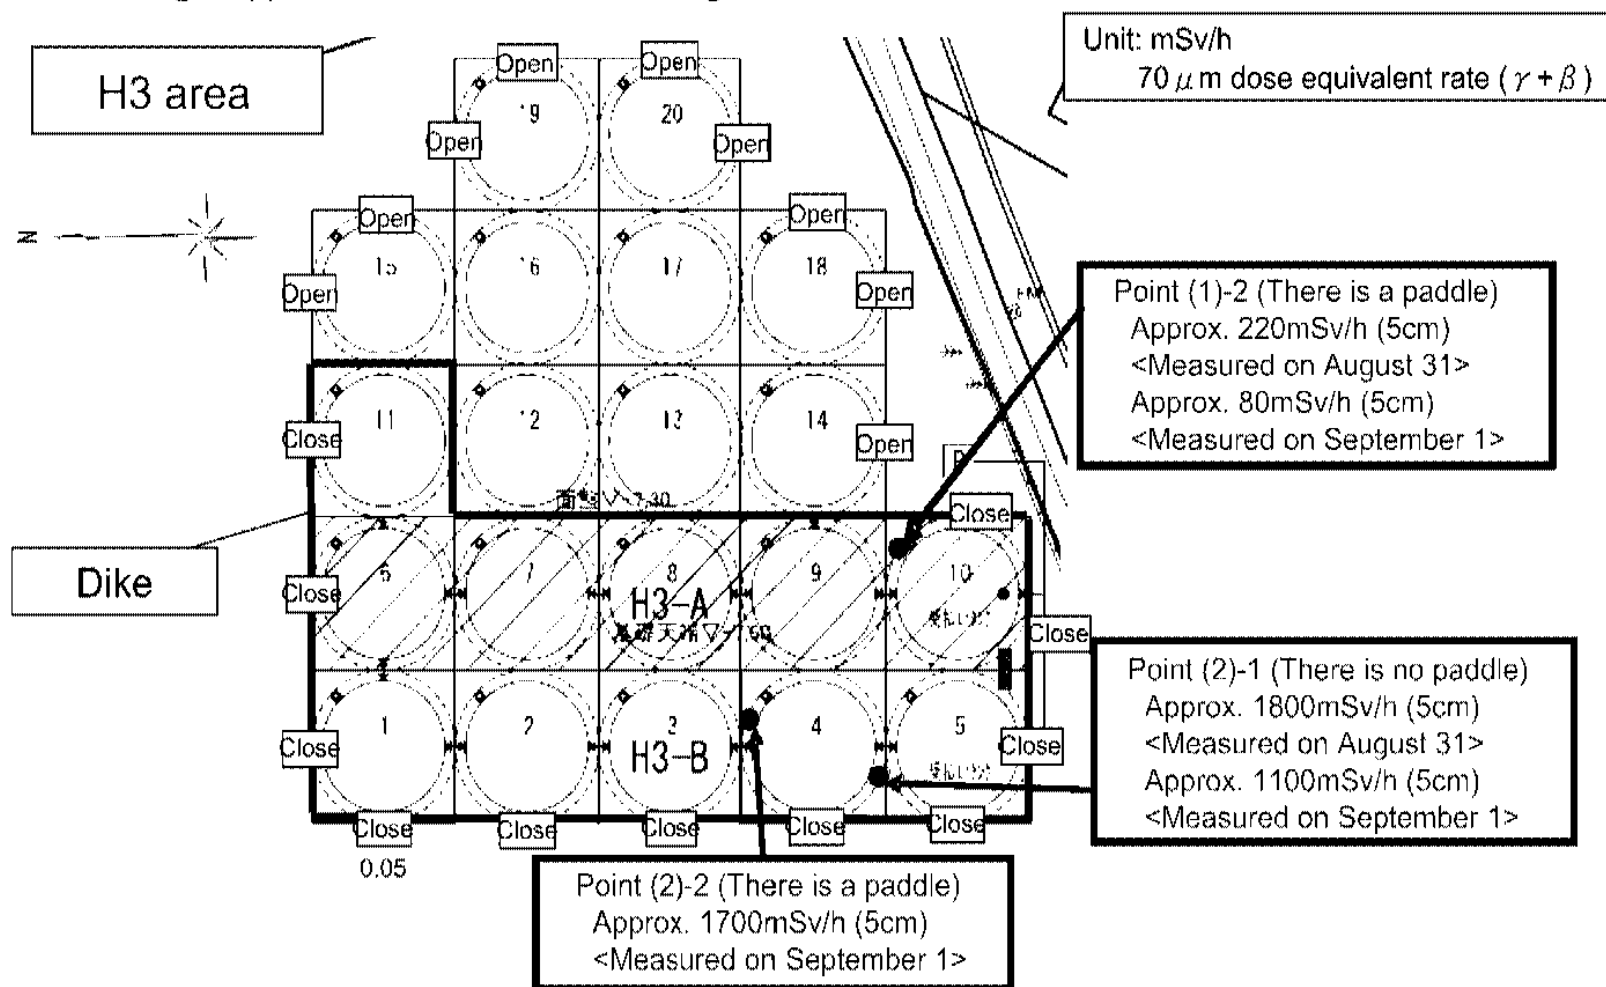 H3 area
Unit: mSv/h
70μm dose equivalent rate (γ+β)
Open
Open
19
20
Open
Open
N
Open
Open
15
16
17
18
Open
Open
Point (1)-2 (There is a paddle)
Approx. 220mSv/h (5cm)
<Measured on August 31>
Approx. 80mSv/h (5cm)
<Measured on September 1>
11
12
13
14
Close
Open
Close
Dike
6
7
8
9
10
Close
H3-A
Close
Point (2)-1 (There is no paddle)
Approx. 1800mSv/h (5cm)
<Measured on August 31>
Approx. 1100mSv/h (5cm)
<Measured on September 1>
1
2
3
4
5
Close
H3-B
Close
Close
Close
Close
Close
Close
0.05
Point (2)-2 (There is a paddle)
Approx. 1700mSv/h (5cm)
<Measured on September 1>